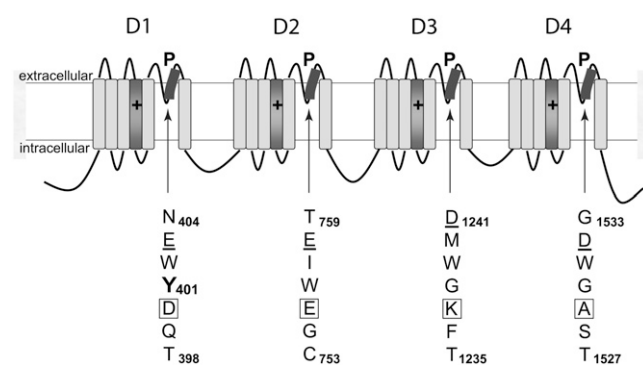 D1 D2 D3 D4
P P P P
extracellular
+ + + +
intracellular
N404 T759 D1241 G1533
E E M D
W I W W
Y401 W G G
D E K A
Q G F S
T398 C753 T1235 T1527